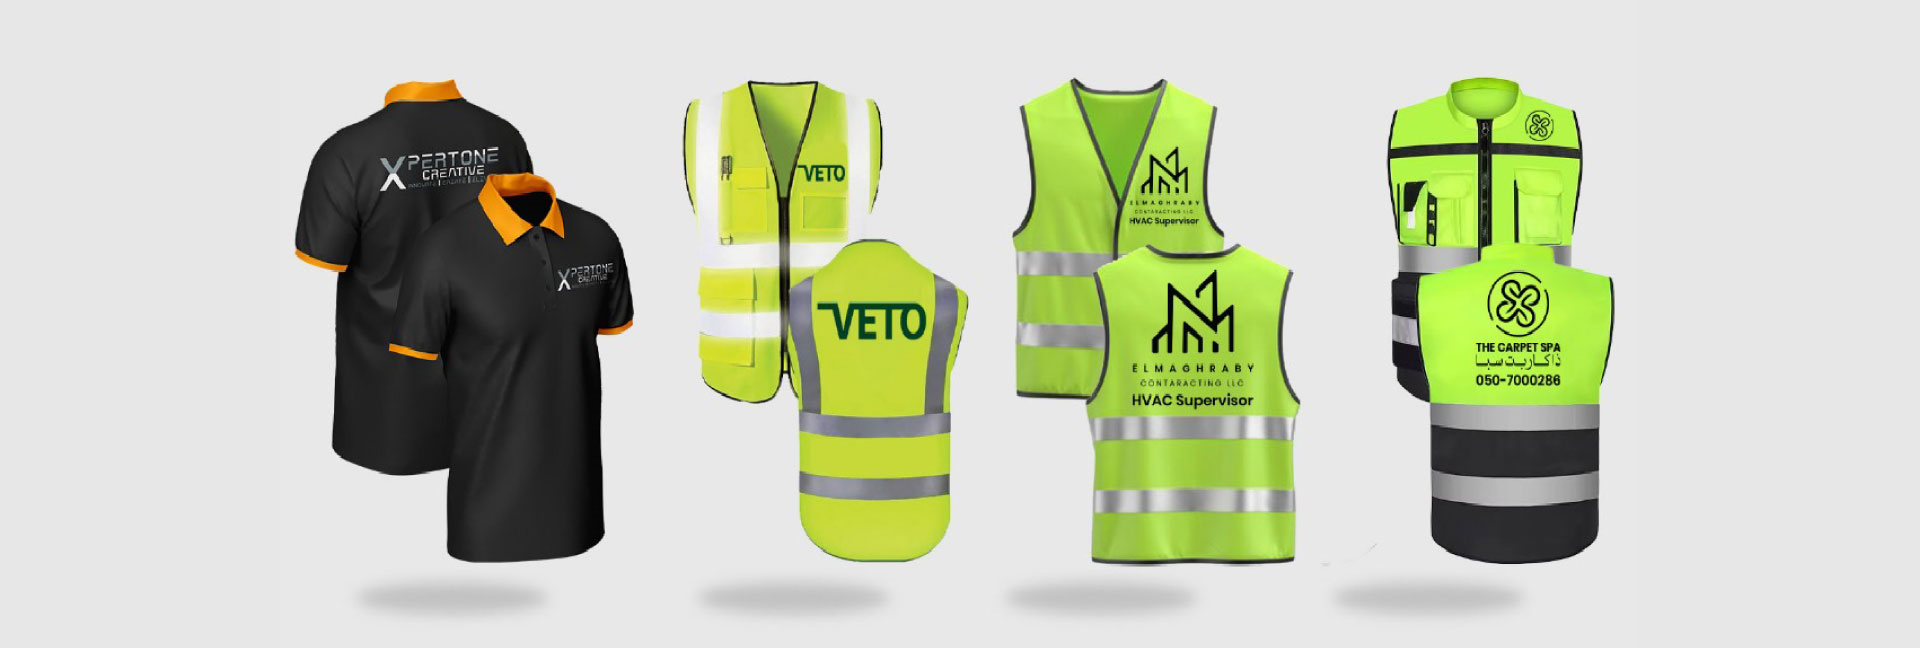 XPERTONE
CREATIVE
XPERTONE
CREATIVE
VETO
VETO
ELMAGHRABY
CONTARACTING LLC
HVAC Supervisor
ELMAGHRABY
CONTARACTING LLC
HVAC Supervisor
THE CARPET SPA
ذا كاربت سبا
050-7000286